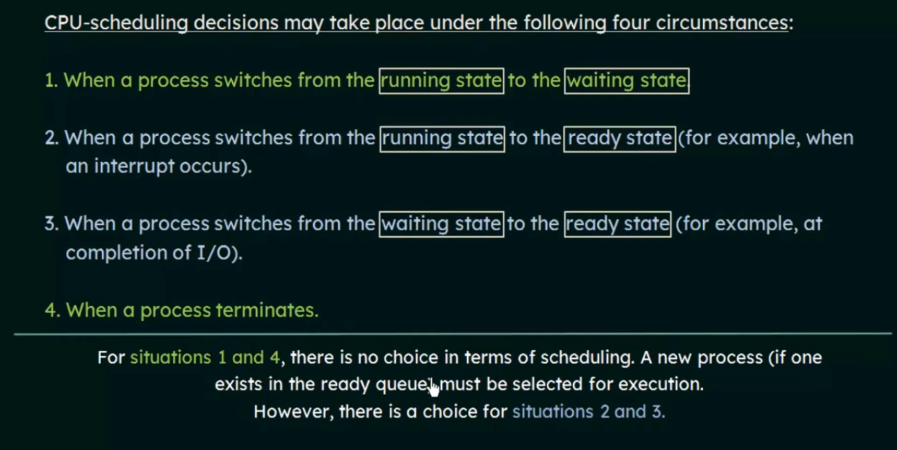 CPU-scheduling decisions may take place under the following four circumstances:
1. When a process switches from the running state to the waiting state
2. When a process switches from the running state to the ready state (for example, when
an interrupt occurs).
3. When a process switches from the waiting state to the ready state (for example, at
completion of I/O).
4. When a process terminates.
For situations 1 and 4, there is no choice in terms of scheduling. A new process (if one
exists in the ready queue) must be selected for execution.
However, there is a choice for situations 2 and 3.